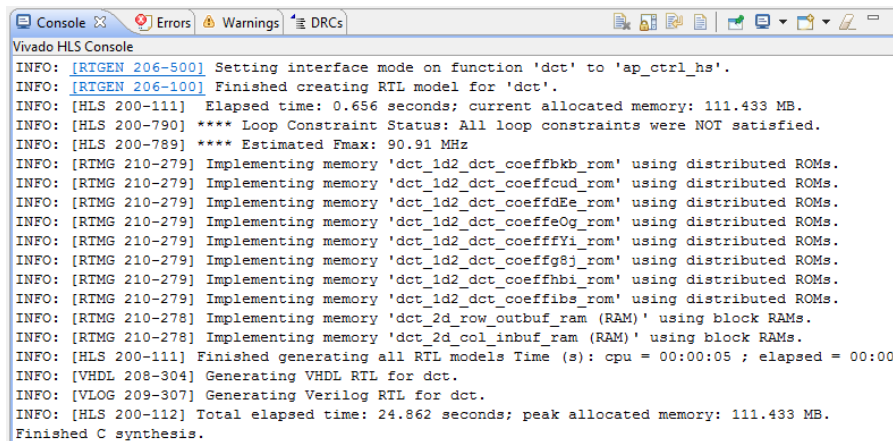 Console Errors Warnings DRCs
Vivado HLS Console
INFO: [RTGEN 206-500] Setting interface mode on function 'dct' to 'ap_ctrl_hs'.
INFO: [RTGEN 206-100] Finished creating RTL model for 'dct'.
INFO: [HLS 200-111]  Elapsed time: 0.656 seconds; current allocated memory: 111.433 MB.
INFO: [HLS 200-790] **** Loop Constraint Status: All loop constraints were NOT satisfied.
INFO: [HLS 200-789] **** Estimated Fmax: 90.91 MHz
INFO: [RTMG 210-279] Implementing memory 'dct_1d2_dct_coeffbkb_rom' using distributed ROMs.
INFO: [RTMG 210-279] Implementing memory 'dct_1d2_dct_coeffcud_rom' using distributed ROMs.
INFO: [RTMG 210-279] Implementing memory 'dct_1d2_dct_coeffdEe_rom' using distributed ROMs.
INFO: [RTMG 210-279] Implementing memory 'dct_1d2_dct_coeffeOg_rom' using distributed ROMs.
INFO: [RTMG 210-279] Implementing memory 'dct_1d2_dct_coefffYi_rom' using distributed ROMs.
INFO: [RTMG 210-279] Implementing memory 'dct_1d2_dct_coeffg8j_rom' using distributed ROMs.
INFO: [RTMG 210-279] Implementing memory 'dct_1d2_dct_coeffhbi_rom' using distributed ROMs.
INFO: [RTMG 210-279] Implementing memory 'dct_1d2_dct_coeffibs_rom' using distributed ROMs.
INFO: [RTMG 210-278] Implementing memory 'dct_2d_row_outbuf_ram (RAM)' using block RAMs.
INFO: [RTMG 210-278] Implementing memory 'dct_2d_col_inbuf_ram (RAM)' using block RAMs.
INFO: [HLS 200-111] Finished generating all RTL models Time (s): cpu = 00:00:05 ; elapsed = 00:00
INFO: [VHDL 208-304] Generating VHDL RTL for dct.
INFO: [VLOG 209-307] Generating Verilog RTL for dct.
INFO: [HLS 200-112] Total elapsed time: 24.862 seconds; peak allocated memory: 111.433 MB.
Finished C synthesis.